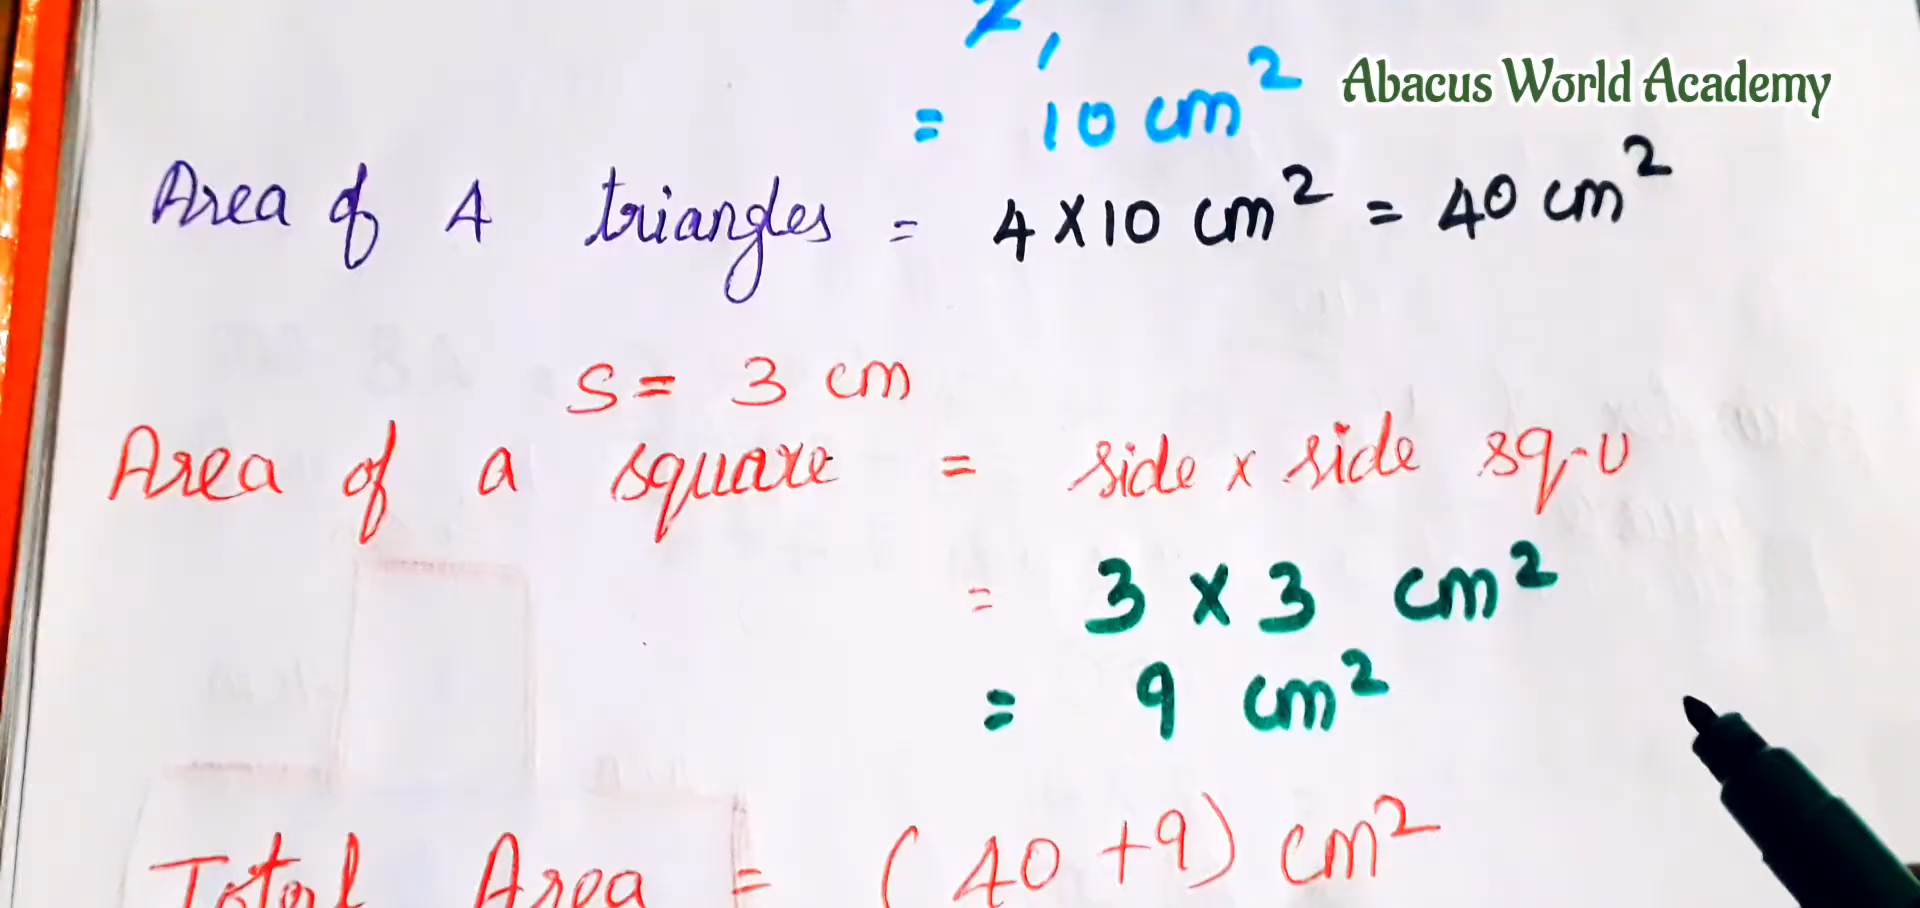 Abacus World Academy
= 10 cm²
Area of 4 triangles = 4 × 10 cm² = 40 cm²
S = 3 cm
Area of a square = side × side sq.u
= 3 × 3 cm²
= 9 cm²
Total Area = (40 + 9) cm²